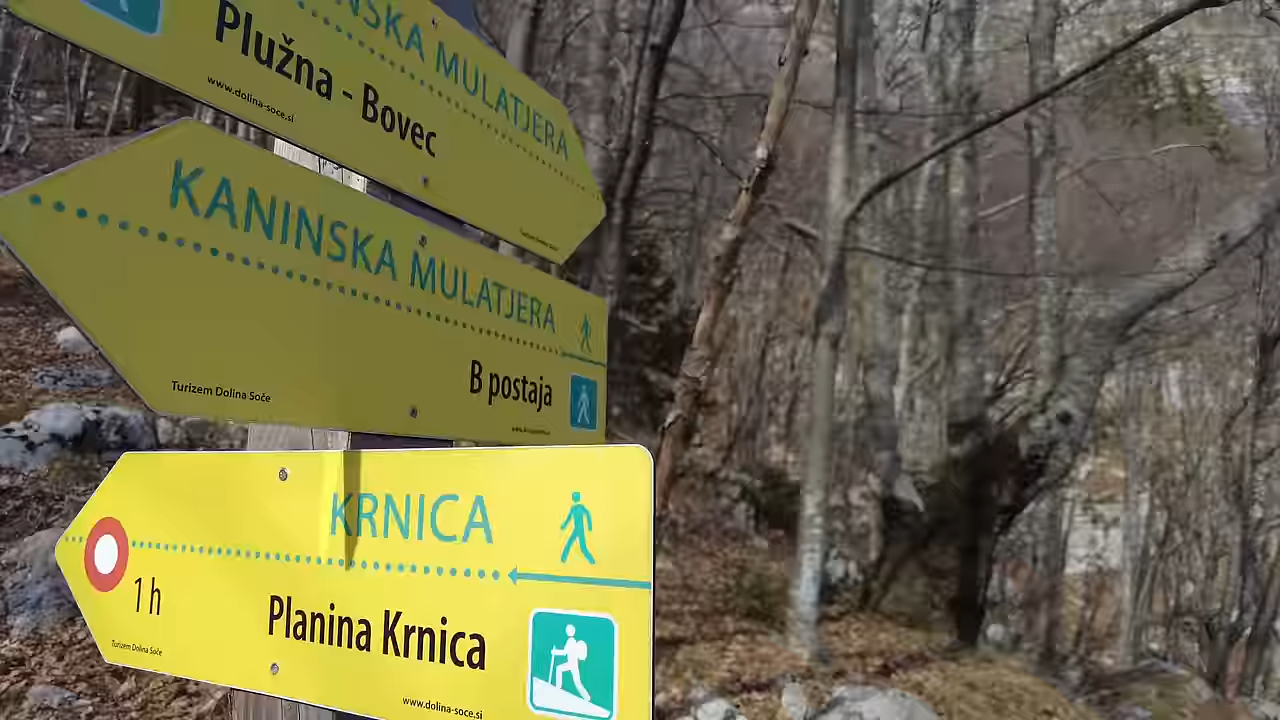 KANINSKA MULATJERA
Plužna - Bovec
www.dolina-soce.si
KANINSKA MULATJERA
B postaja
Turizem Dolina Soče
KRNICA
1 h
Planina Krnica
Turizem Dolina Soče
www.dolina-soce.si